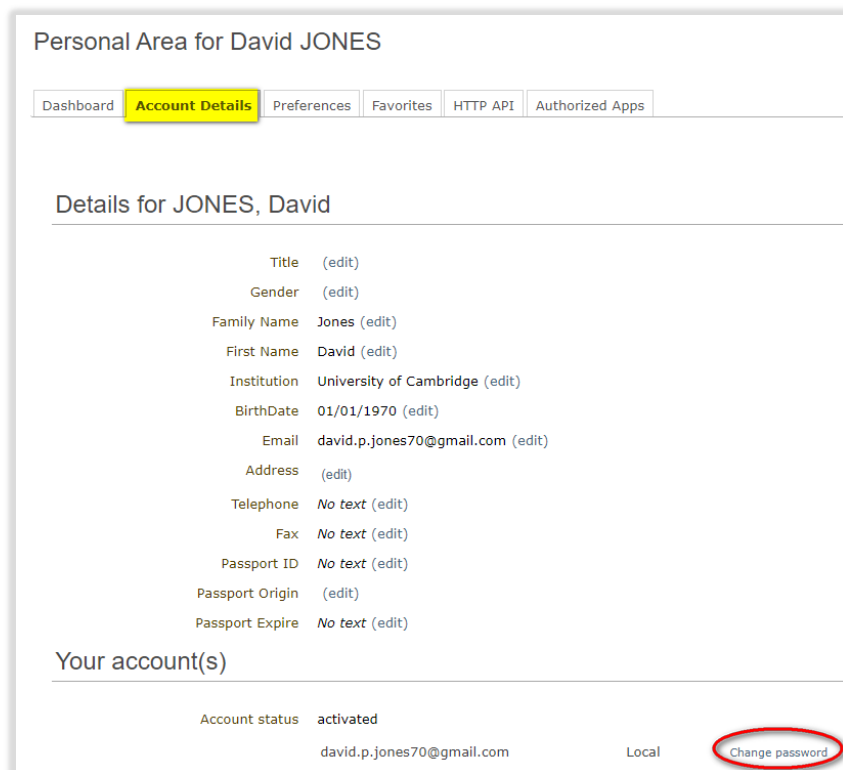 Personal Area for David JONES
Dashboard Account Details Preferences Favorites HTTP API Authorized Apps
Details for JONES, David
Title (edit)
Gender (edit)
Family Name Jones (edit)
First Name David (edit)
Institution University of Cambridge (edit)
BirthDate 01/01/1970 (edit)
Email david.p.jones70@gmail.com (edit)
Address (edit)
Telephone No text (edit)
Fax No text (edit)
Passport ID No text (edit)
Passport Origin (edit)
Passport Expire No text (edit)
Your account(s)
Account status activated
david.p.jones70@gmail.com Local Change password